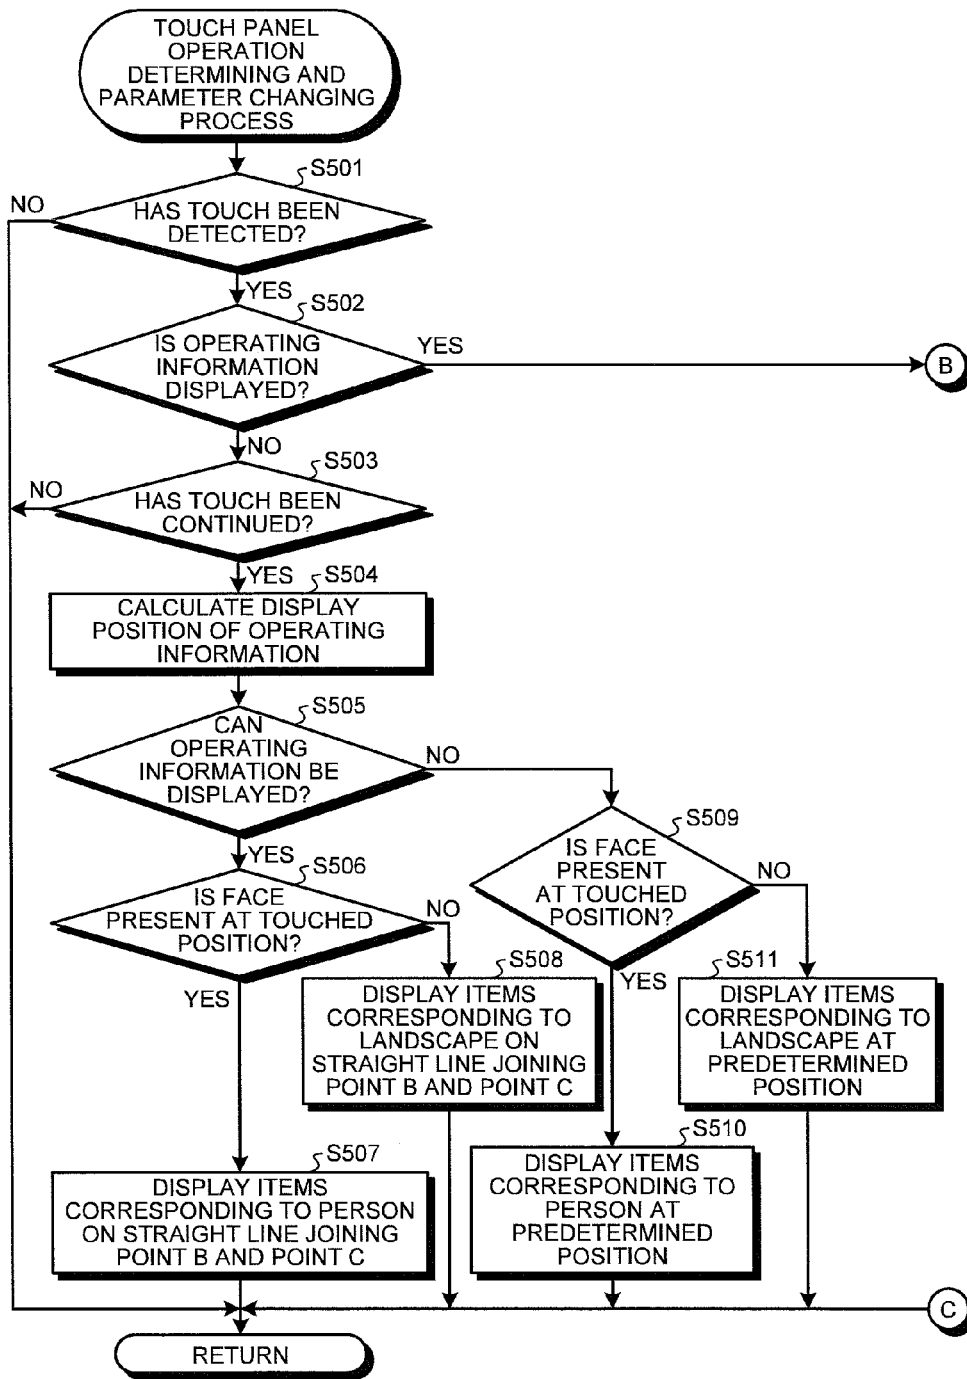 TOUCH PANEL
OPERATION
DETERMINING AND
PARAMETER CHANGING
PROCESS
S501
NO
HAS TOUCH BEEN
DETECTED?
YES
S502
IS OPERATING
INFORMATION
DISPLAYED?
YES
B
NO
S503
NO
HAS TOUCH BEEN
CONTINUED?
YES
S504
CALCULATE DISPLAY
POSITION OF OPERATING
INFORMATION
S505
CAN
OPERATING
INFORMATION BE
DISPLAYED?
NO
YES
S506
IS FACE
PRESENT AT TOUCHED
POSITION?
NO
YES
S509
IS FACE
PRESENT
AT TOUCHED
POSITION?
NO
YES
S508
DISPLAY ITEMS
CORRESPONDING TO
LANDSCAPE ON
STRAIGHT LINE JOINING
POINT B AND POINT C
S511
DISPLAY ITEMS
CORRESPONDING TO
LANDSCAPE AT
PREDETERMINED
POSITION
S507
DISPLAY ITEMS
CORRESPONDING TO PERSON
ON STRAIGHT LINE JOINING
POINT B AND POINT C
S510
DISPLAY ITEMS
CORRESPONDING TO
PERSON AT
PREDETERMINED
POSITION
C
RETURN